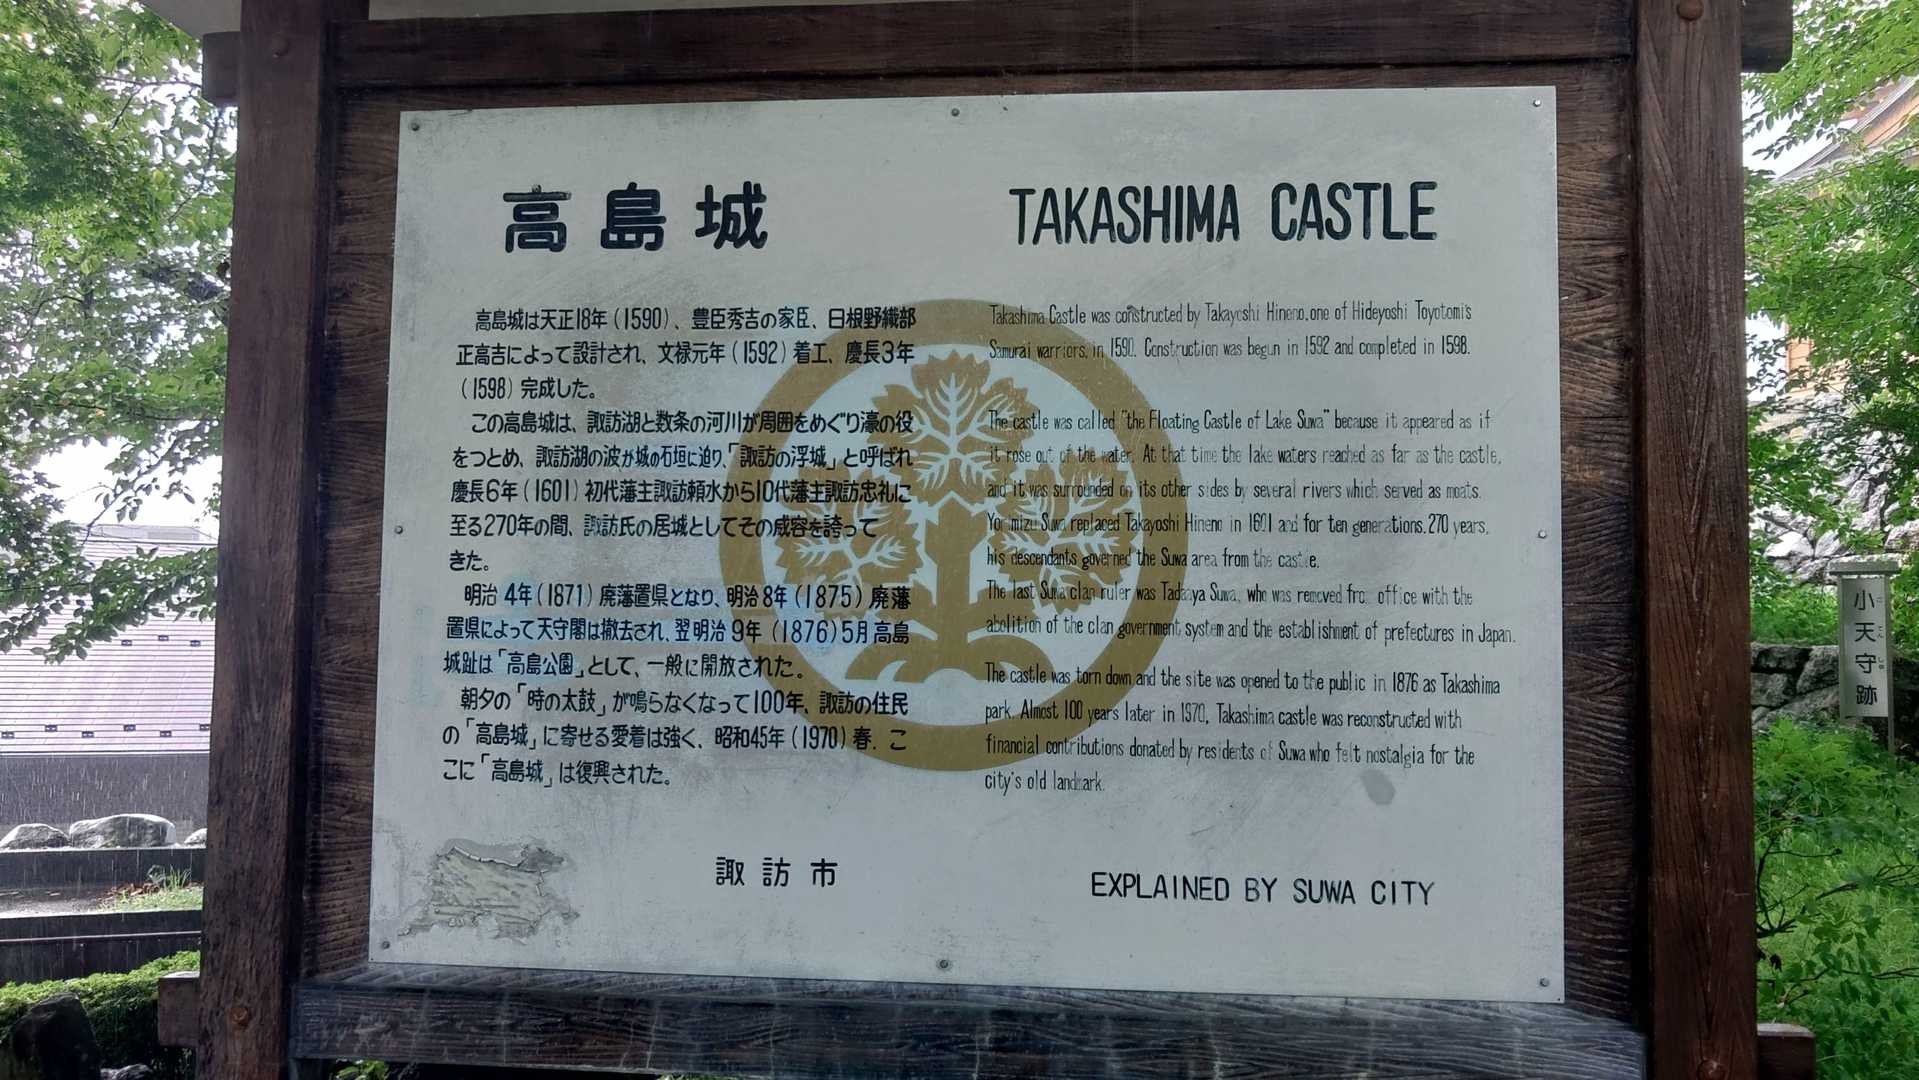 高島城
高島城は天正18年(1590)、豊臣秀吉の家臣、日根野織部
正高吉によって設計され、文禄元年(1592)着工、慶長3年
(1598)完成した。
この高島城は、諏訪湖と数条の河川が周囲をめぐり濠の役
をつとめ、諏訪湖の波が城の石垣に迫り、「諏訪の浮城」と呼ばれ
慶長6年(1601)初代藩主諏訪頼水から10代藩主諏訪忠礼に
至る270年の間、諏訪氏の居城としてその威容を誇って
きた。
明治4年(1871)廃藩置県となり、明治8年(1875)廃藩
置県によって天守閣は撤去され、翌明治9年(1876)5月高島
城趾は「高島公園」として、一般に開放された。
朝夕の「時の太鼓」が鳴らなくなって100年、諏訪の住民
の「高島城」に寄せる愛着は強く、昭和45年(1970)春、こ
こに「高島城」は復興された。
諏訪市
TAKASHIMA CASTLE
Takashima Castle was constructed by Takayoshi Hineno, one of Hideyoshi Toyotomi's
Samurai warriors, in 1590. Construction was begun in 1592 and completed in 1598.
The castle was called "the Floating Castle of Lake Suwa" because it appeared as if
it rose out of the water. At that time the lake waters reached as far as the castle,
and it was surrounded on its other sides by several rivers which served as moats.
Yorimizu Suwa replaced Takayoshi Hineno in 1601 and for ten generations, 270 years,
his descendants governed the Suwa area from the castle.
The last Suwa clan ruler was Tadaaya Suwa, who was removed from office with the
abolition of the clan government system and the establishment of prefectures in Japan.
The castle was torn down and the site was opened to the public in 1876 as Takashima
park. Almost 100 years later in 1970, Takashima castle was reconstructed with
financial contributions donated by residents of Suwa who felt nostalgia for the
city's old landmark.
EXPLAINED BY SUWA CITY
小天守跡